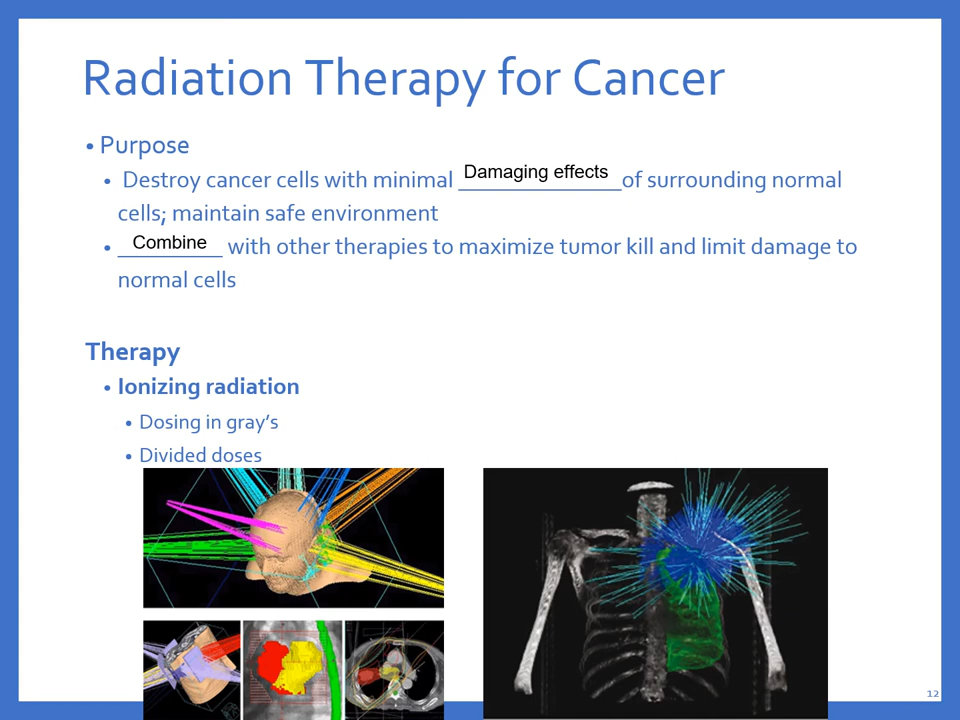 Radiation Therapy for Cancer
• Purpose
• Destroy cancer cells with minimal Damaging effects of surrounding normal
cells; maintain safe environment
• Combine with other therapies to maximize tumor kill and limit damage to
normal cells
Therapy
• Ionizing radiation
• Dosing in gray’s
• Divided doses
12